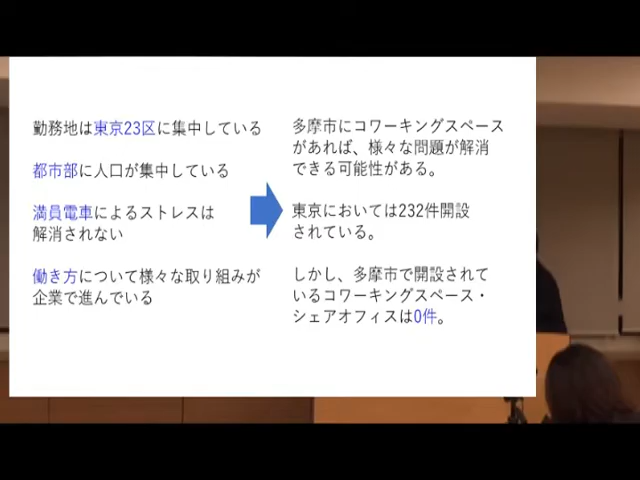 勤務地は東京23区に集中している
都市部に人口が集中している
満員電車によるストレスは
解消されない
働き方について様々な取り組みが
企業で進んでいる
多摩市にコワーキングスペース
があれば、様々な問題が解消
できる可能性がある。
東京においては232件開設
されている。
しかし、多摩市で開設されて
いるコワーキングスペース・
シェアオフィスは0件。